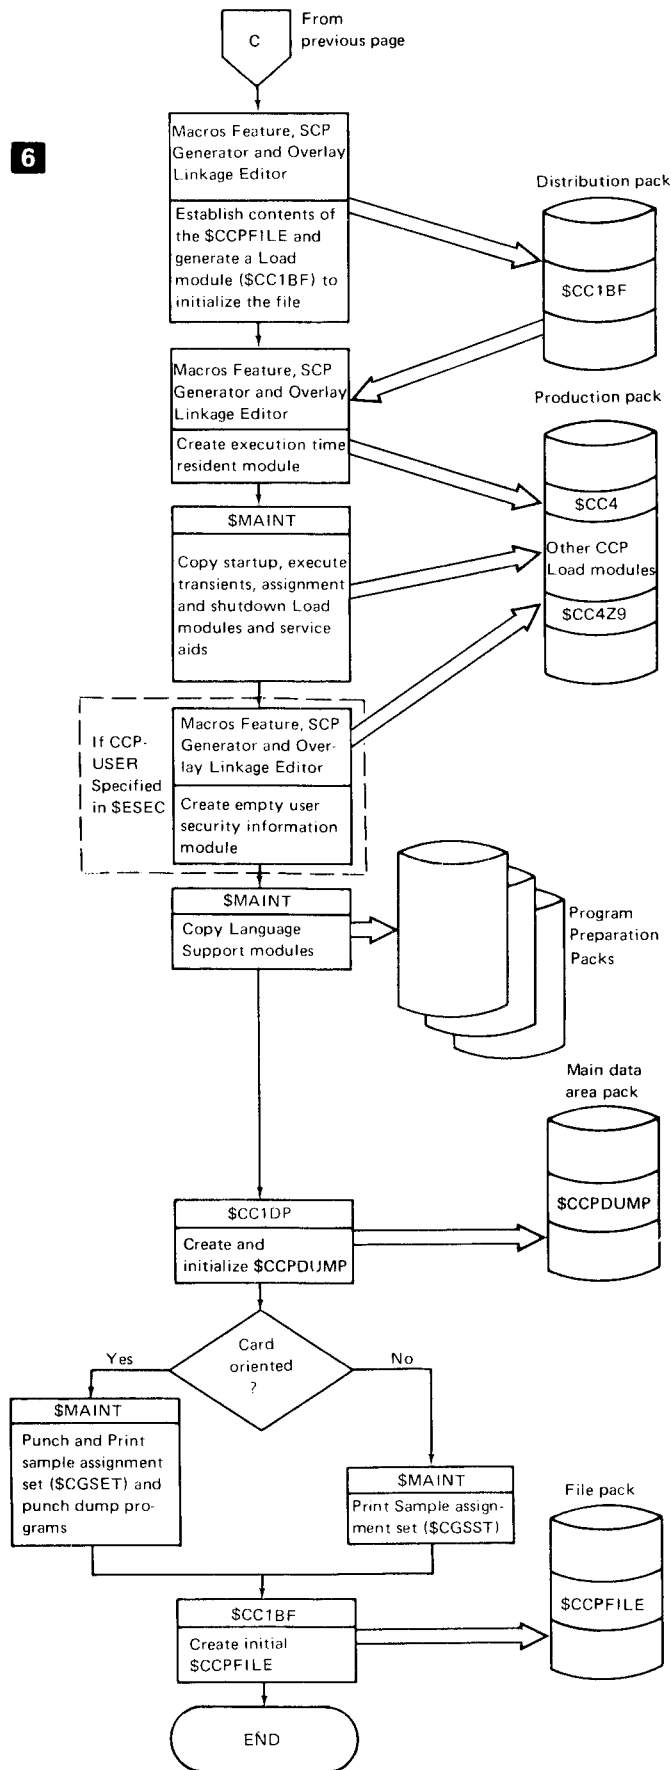 From
previous page
C
6
Macros Feature, SCP
Generator and Overlay
Linkage Editor
Establish contents of
the $CCPFILE and
generate a Load
module ($CC1BF) to
initialize the file
Distribution pack
$CC1BF
Macros Feature, SCP
Generator and Overlay
Linkage Editor
Create execution time
resident module
Production pack
$CC4
Other CCP
Load modules
$CC4Z9
$MAINT
Copy startup, execute
transients, assignment
and shutdown Load
modules and service
aids
If CCP-
USER
Specified
in $ESEC
Macros Feature, SCP
Generator and Over-
lay Linkage Editor
Create empty user
security information
module
$MAINT
Copy Language
Support modules
Program
Preparation
Packs
Main data
area pack
$CCPDUMP
$CC1DP
Create and
initialize $CCPDUMP
Card
oriented
?
Yes
No
$MAINT
Punch and Print
sample assignment
set ($CGSET) and
punch dump pro-
grams
$MAINT
Print Sample assign-
ment set ($CGSST)
File pack
$CCPFILE
$CC1BF
Create initial
$CCPFILE
END